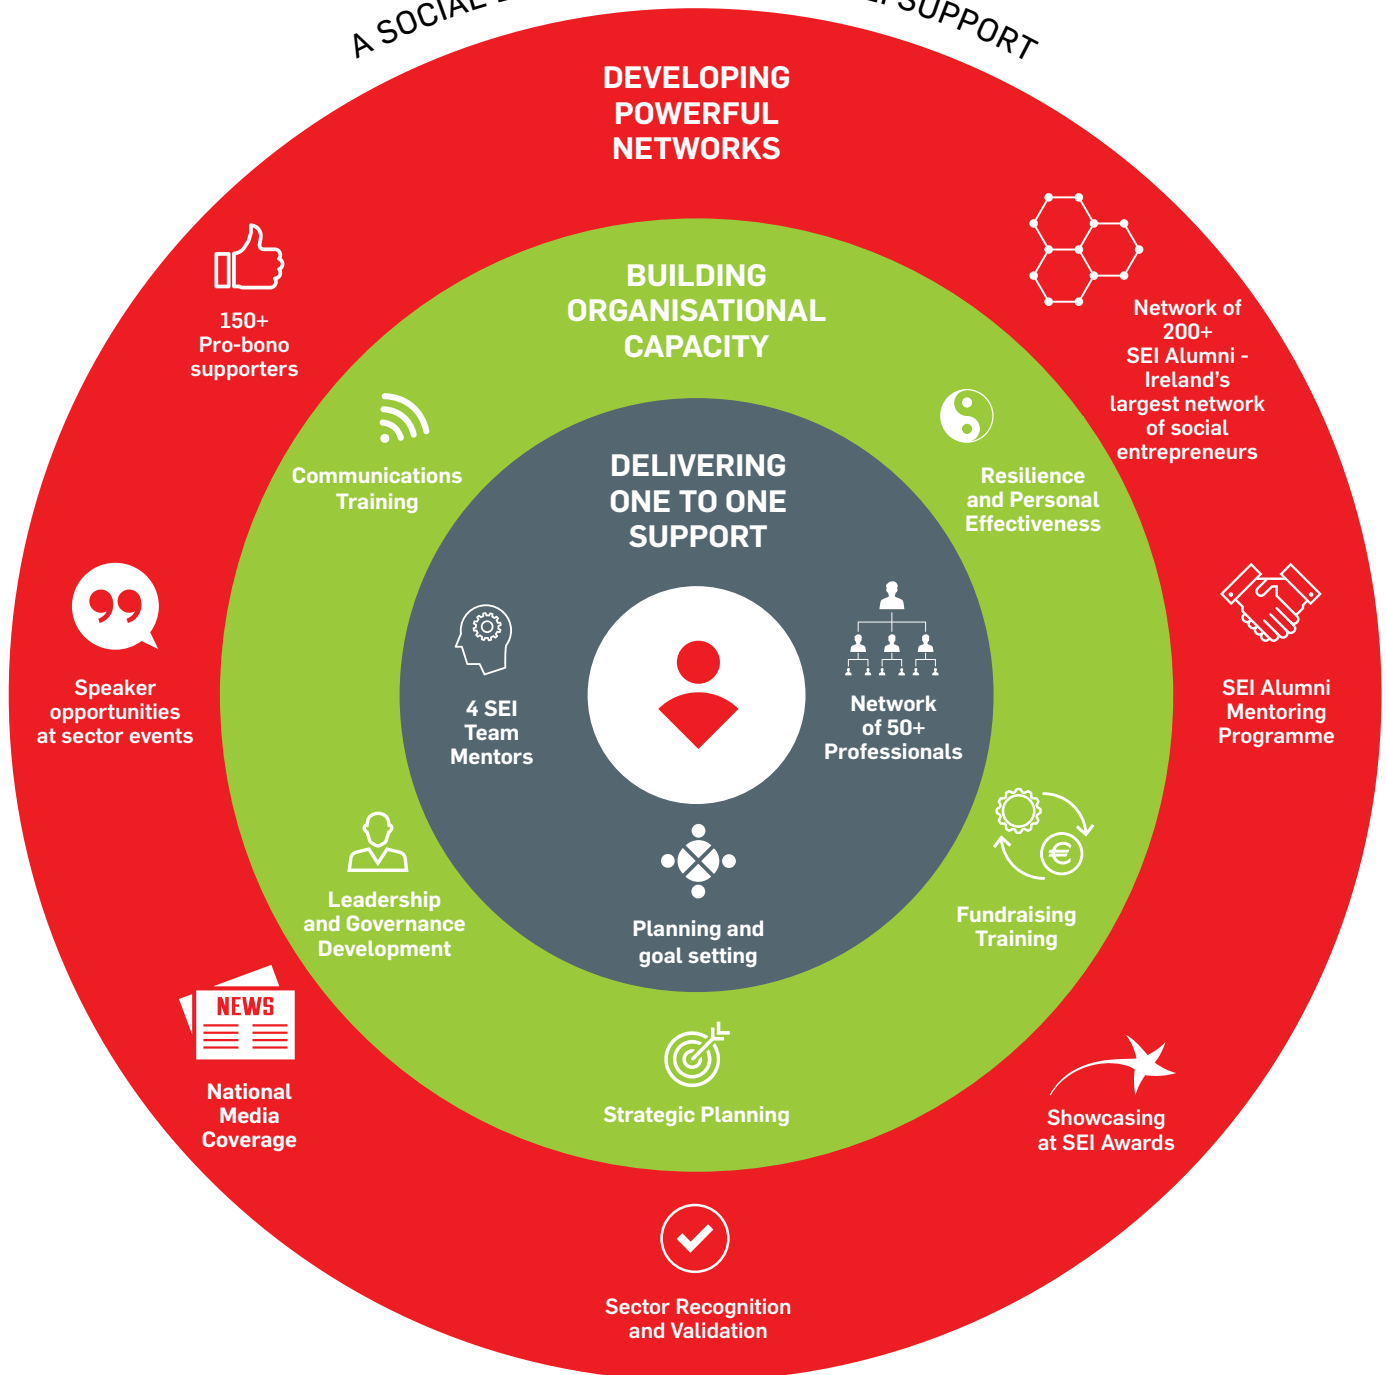 A SOCIAL
SUPPORT
DEVELOPING
POWERFUL
NETWORKS
150+
Pro-bono
supporters
Network of
200+
SEI Alumni -
Ireland's
largest network
of social
entrepreneurs
BUILDING
ORGANISATIONAL
CAPACITY
Communications
Training
Resilience
and Personal
Effectiveness
DELIVERING
ONE TO ONE
SUPPORT
Speaker
opportunities
at sector events
4 SEI
Team
Mentors
Network
of 50+
Professionals
SEI Alumni
Mentoring
Programme
Leadership
and Governance
Development
Planning and
goal setting
Fundraising
Training
NEWS
National
Media
Coverage
Strategic Planning
Showcasing
at SEI Awards
Sector Recognition
and Validation